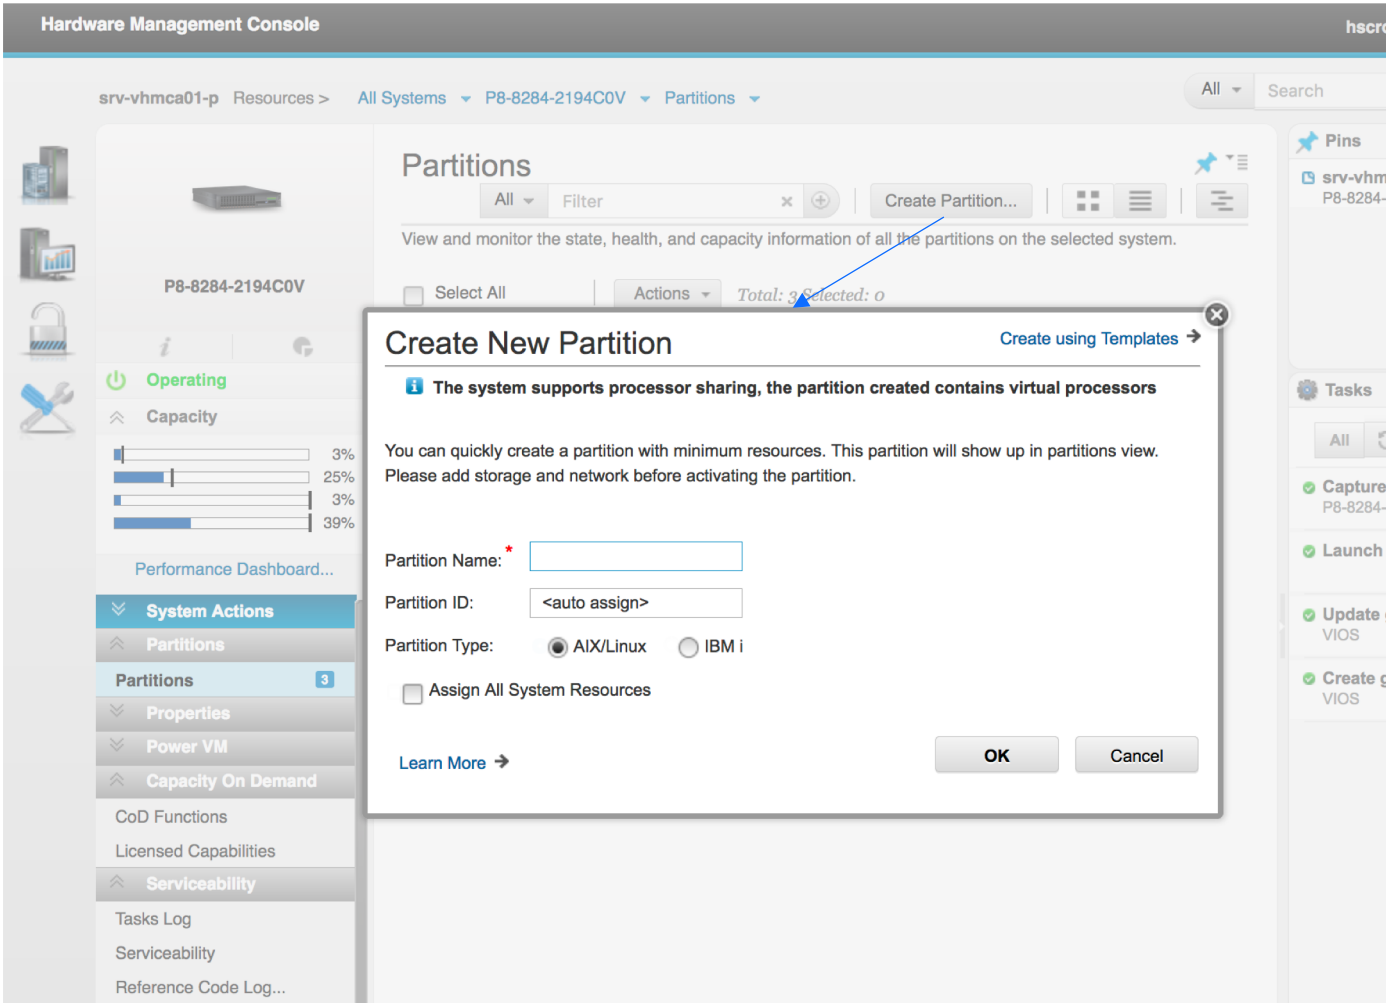 Hardware Management Console
hscro
srv-vhmca01-p Resources > All Systems P8-8284-2194C0V Partitions
All Search
Partitions
All Filter Create Partition...
View and monitor the state, health, and capacity information of all the partitions on the selected system.
Select All Actions Total: 3 Selected: 0
P8-8284-2194C0V
Operating
Capacity
3%
25%
3%
39%
Performance Dashboard...
System Actions
Partitions
Partitions 3
Properties
Power VM
Capacity On Demand
CoD Functions
Licensed Capabilities
Serviceability
Tasks Log
Serviceability
Reference Code Log...
Create New Partition
Create using Templates
The system supports processor sharing, the partition created contains virtual processors
You can quickly create a partition with minimum resources. This partition will show up in partitions view.
Please add storage and network before activating the partition.
Partition Name: *
Partition ID: <auto assign>
Partition Type: AIX/Linux IBM i
Assign All System Resources
Learn More
OK Cancel
Pins
srv-vhm
P8-8284-
Tasks
All
Capture
P8-8284-
Launch
Update
VIOS
Create g
VIOS